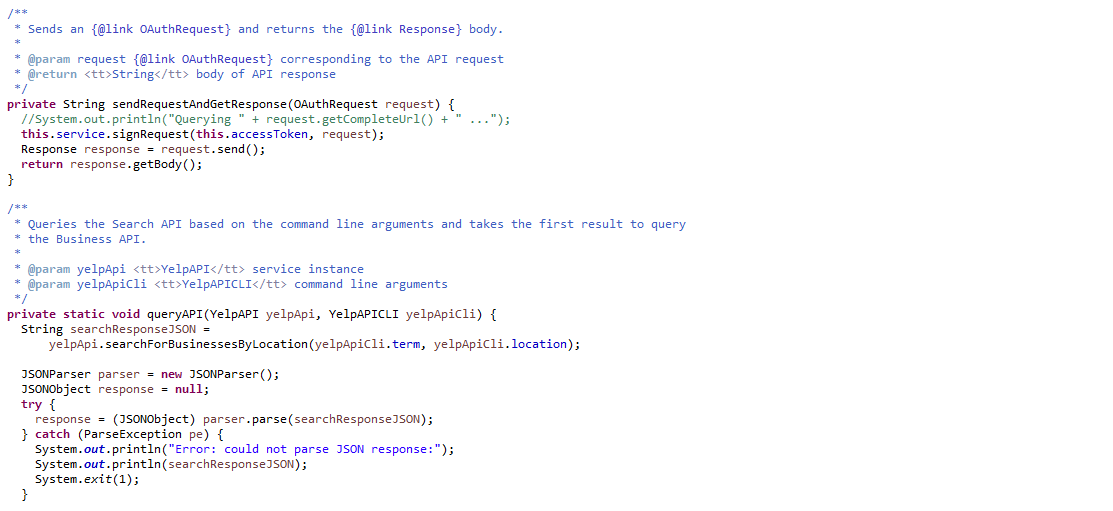 /**
 * Sends an {@link OAuthRequest} and returns the {@link Response} body.
 *
 * @param request {@link OAuthRequest} corresponding to the API request
 * @return <tt>String</tt> body of API response
 */
private String sendRequestAndGetResponse(OAuthRequest request) {
  //System.out.println("Querying " + request.getCompleteUrl() + " ...");
  this.service.signRequest(this.accessToken, request);
  Response response = request.send();
  return response.getBody();
}

/**
 * Queries the Search API based on the command line arguments and takes the first result to query
 * the Business API.
 *
 * @param yelpApi <tt>YelpAPI</tt> service instance
 * @param yelpApiCli <tt>YelpAPICLI</tt> command line arguments
 */
private static void queryAPI(YelpAPI yelpApi, YelpAPICLI yelpApiCli) {
  String searchResponseJSON =
      yelpApi.searchForBusinessesByLocation(yelpApiCli.term, yelpApiCli.location);

  JSONParser parser = new JSONParser();
  JSONObject response = null;
  try {
    response = (JSONObject) parser.parse(searchResponseJSON);
  } catch (ParseException pe) {
    System.out.println("Error: could not parse JSON response:");
    System.out.println(searchResponseJSON);
    System.exit(1);
  }